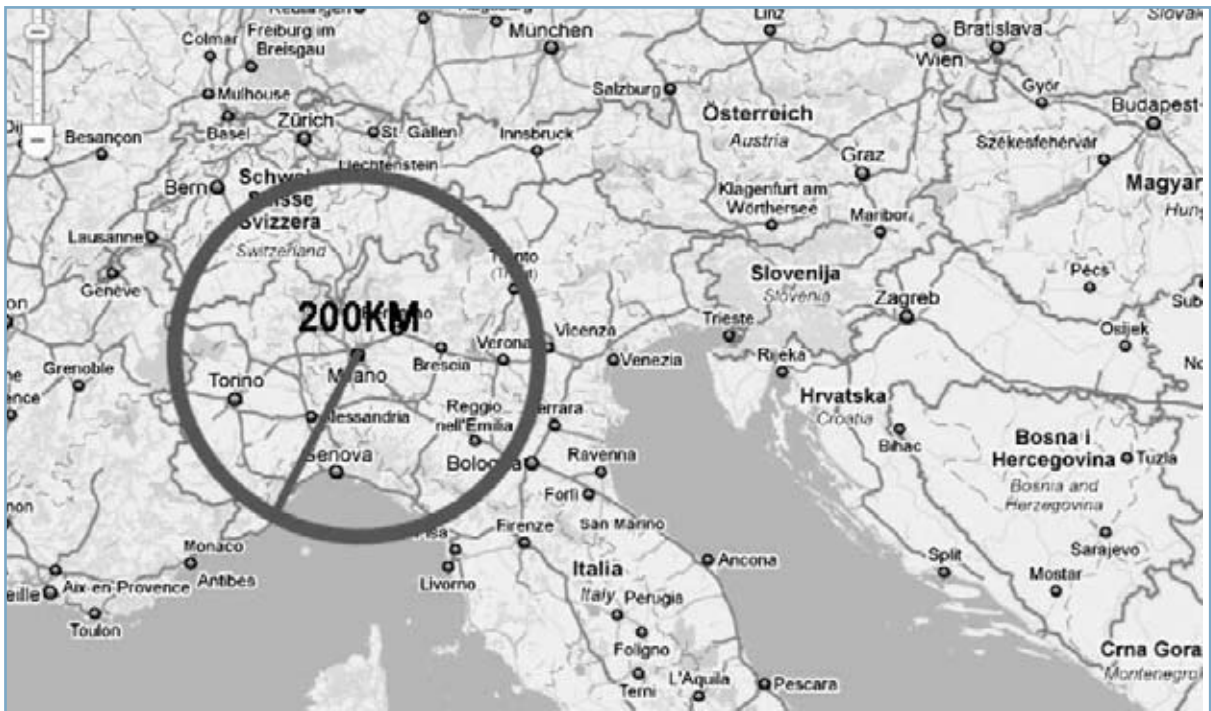 Linz
Bratislava
München
Colmar
Freiburg im
Breisgau
Wien
Salzburg
Győr
Mulhouse
Österreich
Austria
Budapest
Basel
Zürich
St. Gallen
Innsbruck
Besançon
Székesfehérvár
Liechtenstein
Graz
Bern
Klagenfurt am
Wörthersee
Magyar
Suisse
Svizzera
Switzerland
Maribor
Lausanne
Slovenija
Slovenia
Pécs
Genève
Zagreb
200KM
Trieste
Osijek
Vicenza
Verona
Venezia
Rijeka
Brescia
Grenoble
Torino
Milano
Hrvatska
Croatia
Reggio
nell'Emilia
Bihac
Bosna i
Hercegovina
Bosnia and
Herzegovina
Tuzla
Bologna
Ravenna
Forlì
San Marino
Firenze
Monaco
Antibes
Livorno
Ancona
Split
Sarajevo
Mostar
Italia
Italy
Perugia
Aix-en-Provence
Toulon
Foligno
Terni
L'Aquila
Pescara
Crna Gora
Montenegro